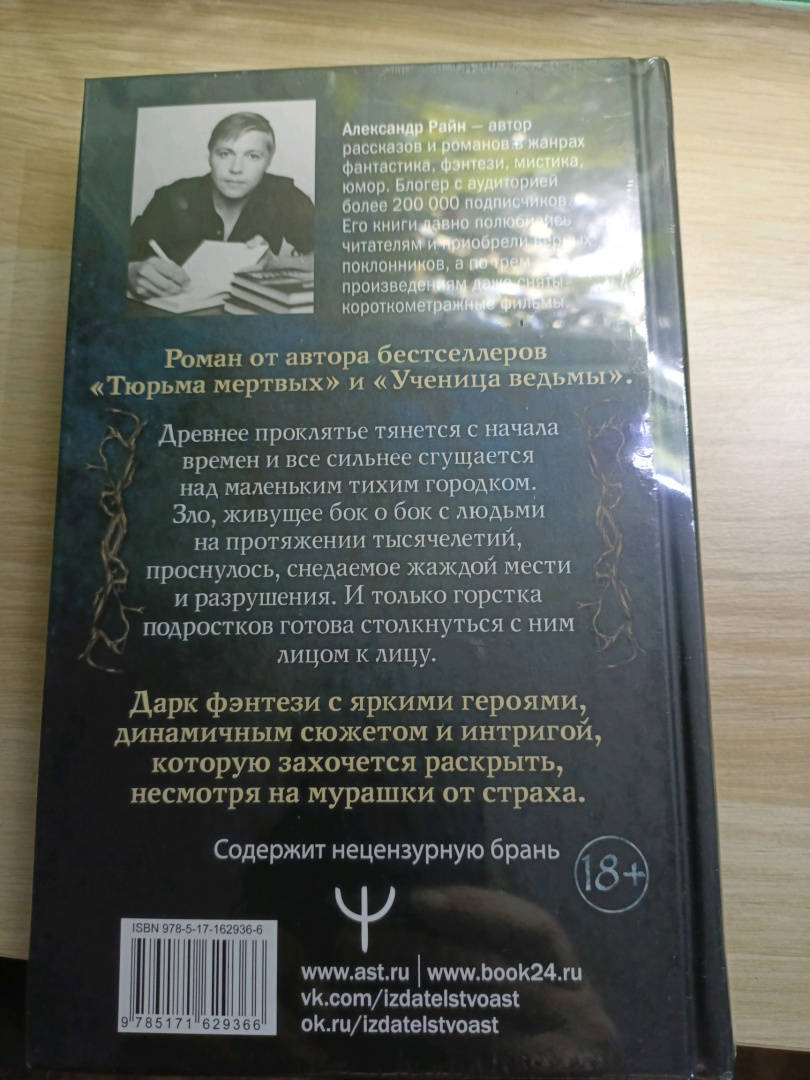 Александр Райн – автор
рассказов и романов в жанрах
фантастика, фэнтези, мистика,
юмор. Блогер с аудиторией
более 200 000 подписчиков.
Его книги давно полюбились
читателям и приобрели верных
поклонников, а по трем
произведениям даже сняты
короткометражные фильмы.
Роман от автора бестселлеров
«Тюрьма мертвых» и «Ученица ведьмы».
Древнее проклятье тянется с начала
времен и все сильнее сгущается
над маленьким тихим городком.
Зло, живущее бок о бок с людьми
на протяжении тысячелетий,
проснулось, снедаемое жаждой мести
и разрушения. И только горстка
подростков готова столкнуться с ним
лицом к лицу.
Дарк фэнтези с яркими героями,
динамичным сюжетом и интригой,
которую захочется раскрыть,
несмотря на мурашки от страха.
Содержит нецензурную брань
18+
ISBN 978-5-17-162936-6
9 785171 629366
www.ast.ru | www.book24.ru
vk.com/izdatelstvoast
ok.ru/izdatelstvoast